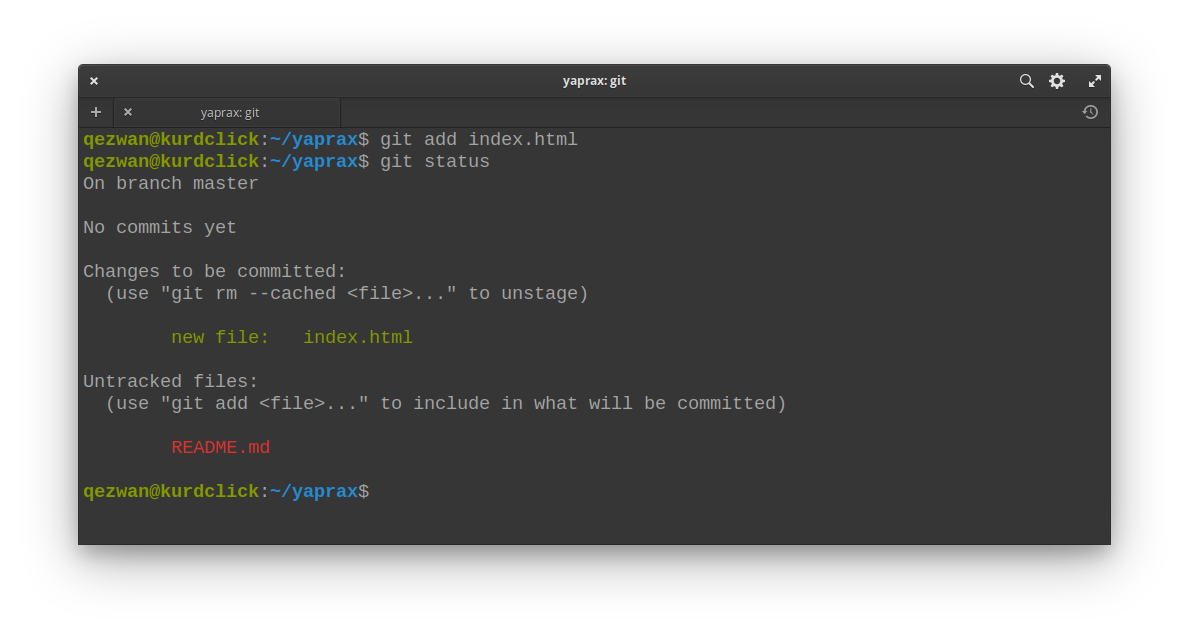 yaprax: git
yaprax: git
qezwan@kurdclick:~/yaprax$ git add index.html
qezwan@kurdclick:~/yaprax$ git status
On branch master
No commits yet
Changes to be committed:
(use "git rm --cached <file>..." to unstage)
new file: index.html
Untracked files:
(use "git add <file>..." to include in what will be committed)
README.md
qezwan@kurdclick:~/yaprax$